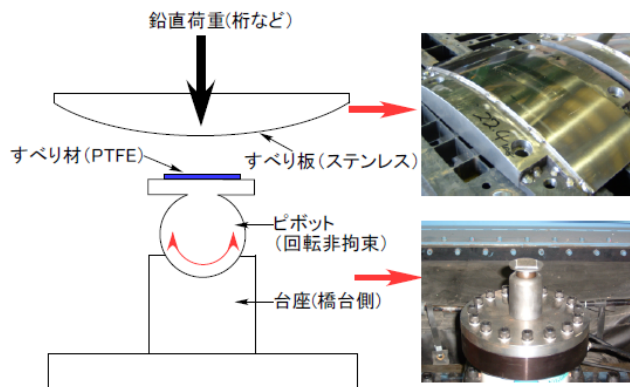 鉛直荷重(桁など)
すべり材(PTFE)
すべり板(ステンレス)
ピボット
(回転非拘束)
台座(橋台側)